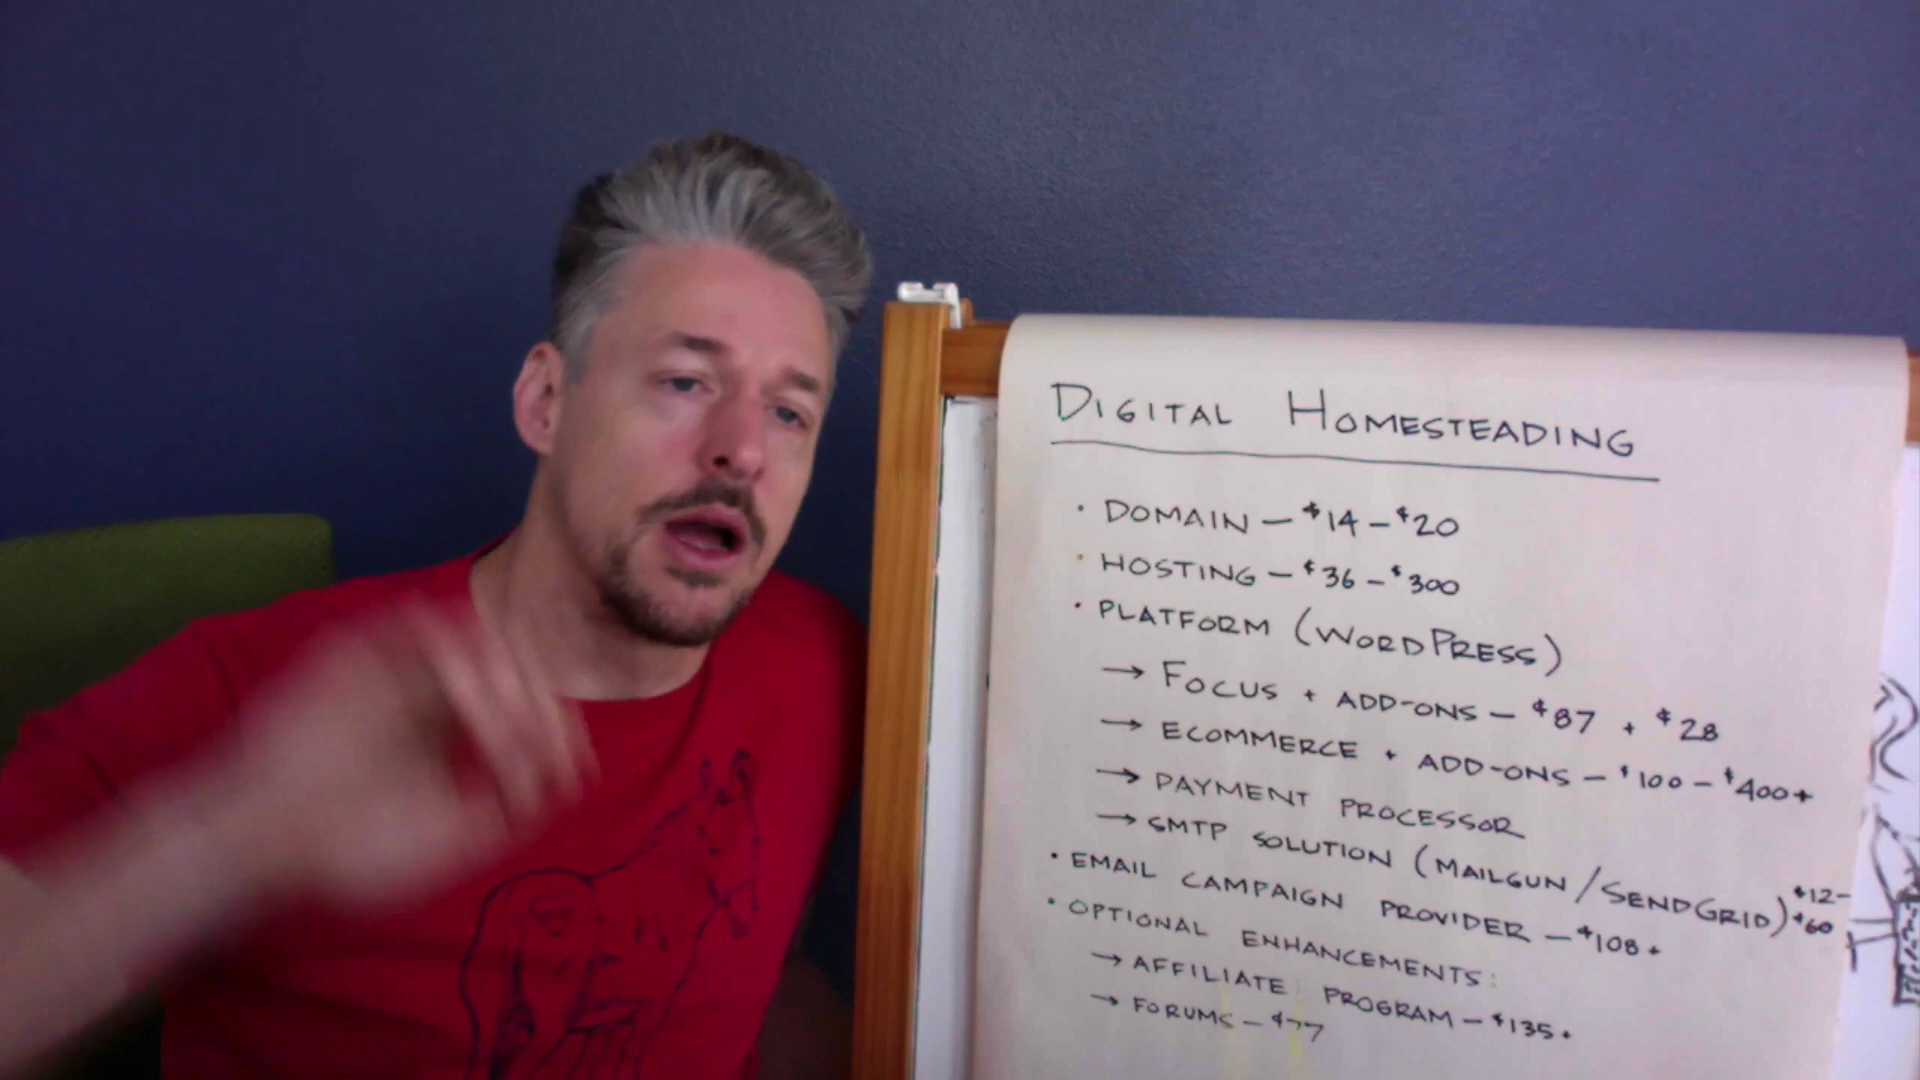 DIGITAL HOMESTEADING
• DOMAIN – $14 – $20
• HOSTING – $36 – $300
• PLATFORM (WORDPRESS)
→ FOCUS + ADD-ONS – $87 + $28
→ ECOMMERCE + ADD-ONS – $100 – $400+
→ PAYMENT PROCESSOR
→ SMTP SOLUTION (MAILGUN/SENDGRID) $12– $60
• EMAIL CAMPAIGN PROVIDER – $108+
• OPTIONAL ENHANCEMENTS:
→ AFFILIATE PROGRAM – $135+
→ FORUMS – $77